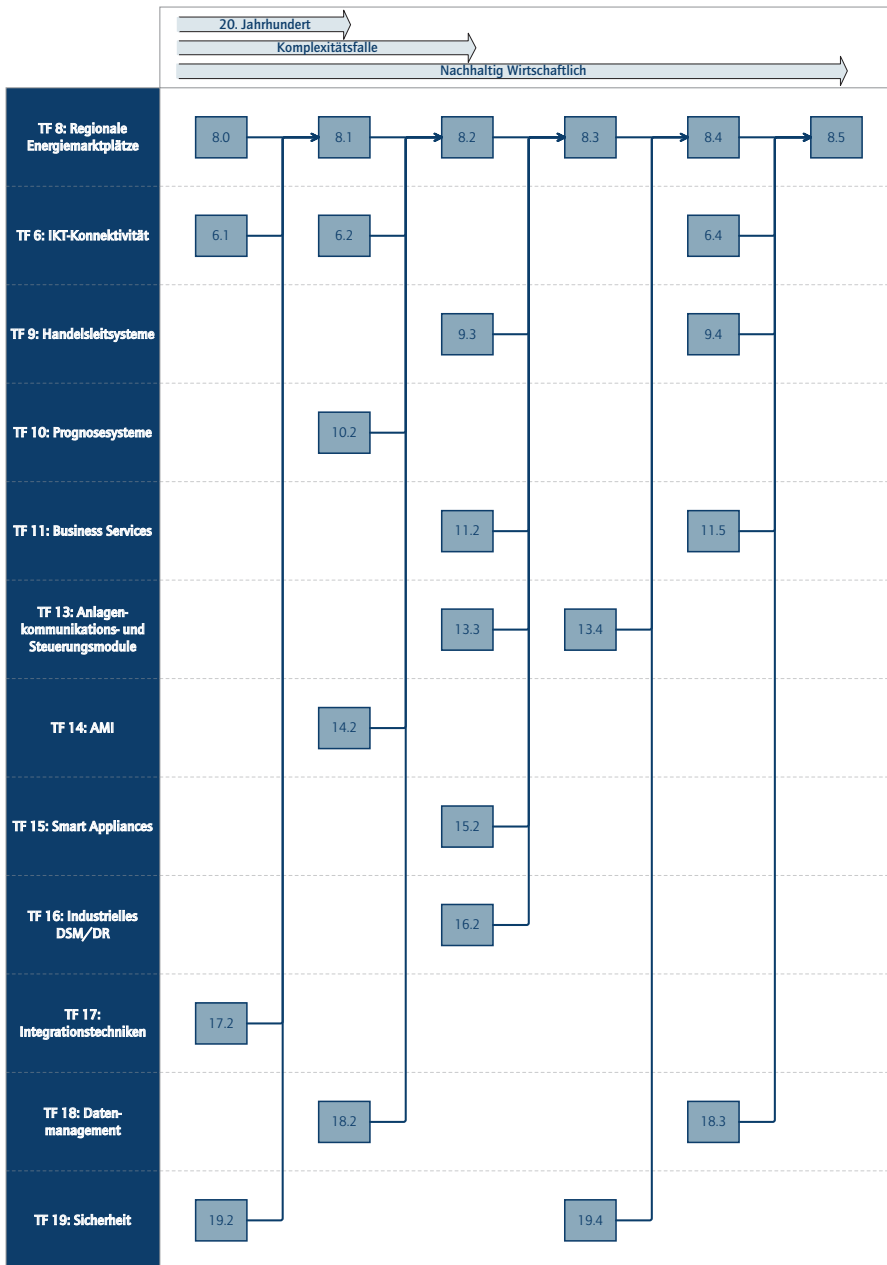 20. Jahrhundert
Komplexitätsfalle
Nachhaltig Wirtschaftlich
TF 8: Regionale
Energiemarktplätze
8.0
8.1
8.2
8.3
8.4
8.5
TF 6: IKT-Konnektivität
6.1
6.2
6.4
TF 9: Handelsleitsysteme
9.3
9.4
TF 10: Prognosesysteme
10.2
TF 11: Business Services
11.2
11.5
TF 13: Anlagen-
kommunikations- und
Steuerungsmodule
13.3
13.4
TF 14: AMI
14.2
TF 15: Smart Appliances
15.2
TF 16: Industrielles
DSM/DR
16.2
TF 17:
Integrationstechniken
17.2
TF 18: Daten-
management
18.2
18.3
TF 19: Sicherheit
19.2
19.4